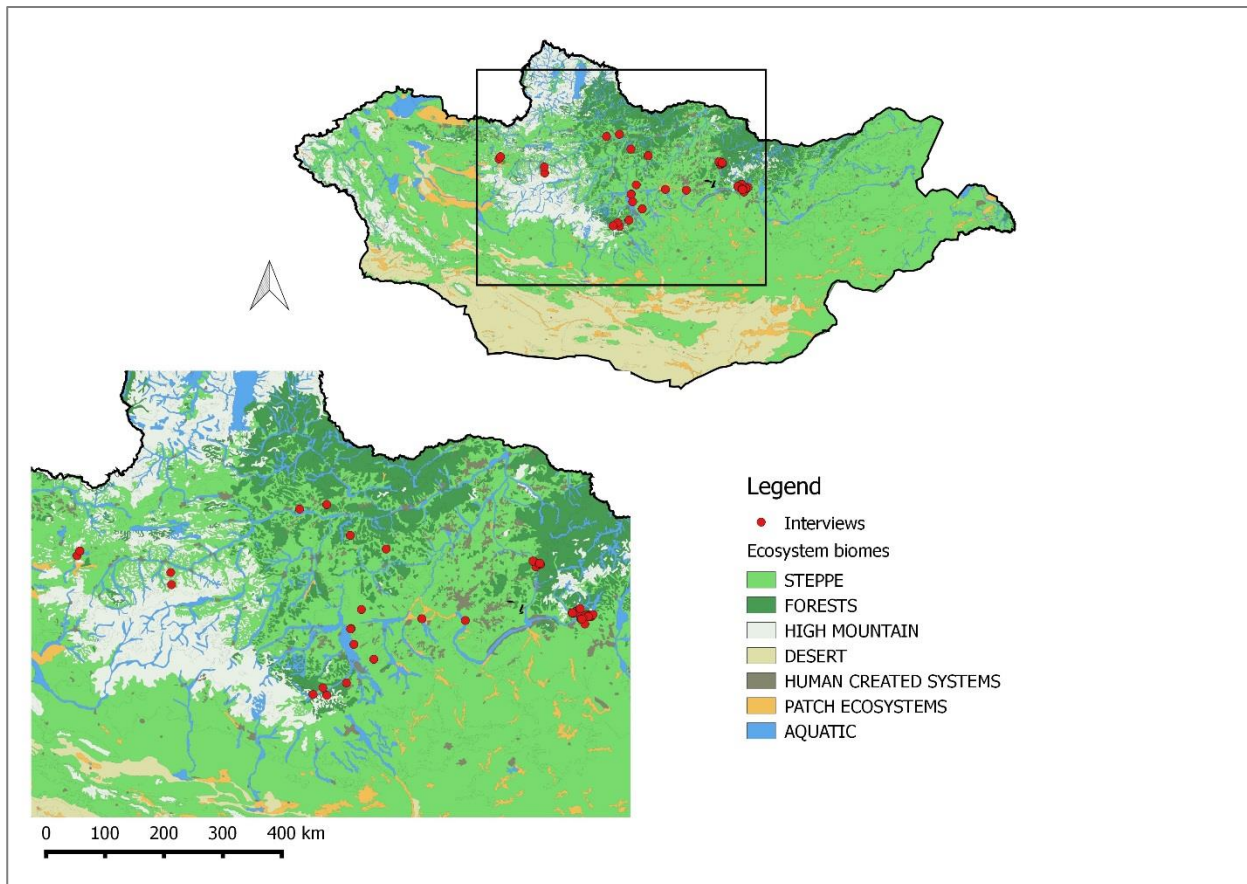 Legend
Interviews
Ecosystem biomes
STEPPE
FORESTS
HIGH MOUNTAIN
DESERT
HUMAN CREATED SYSTEMS
PATCH ECOSYSTEMS
AQUATIC
0 100 200 300 400 km